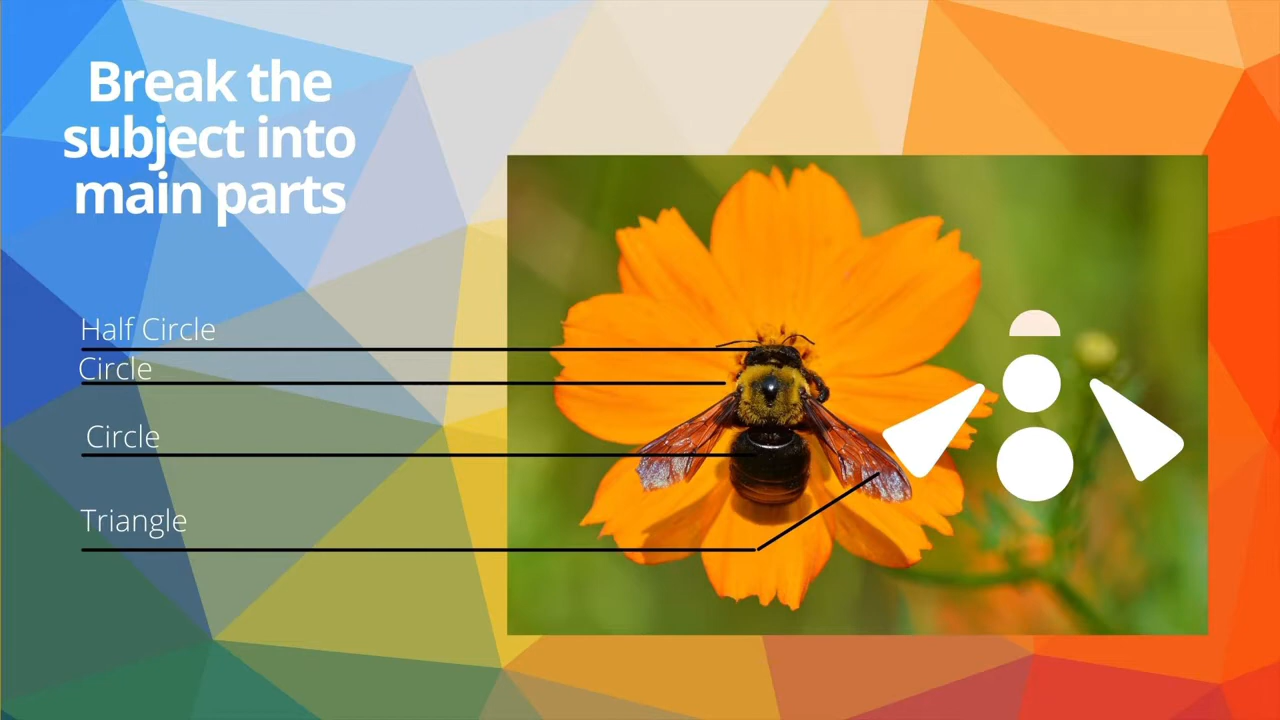 Break the
subject into
main parts
Half Circle
Circle
Circle
Triangle